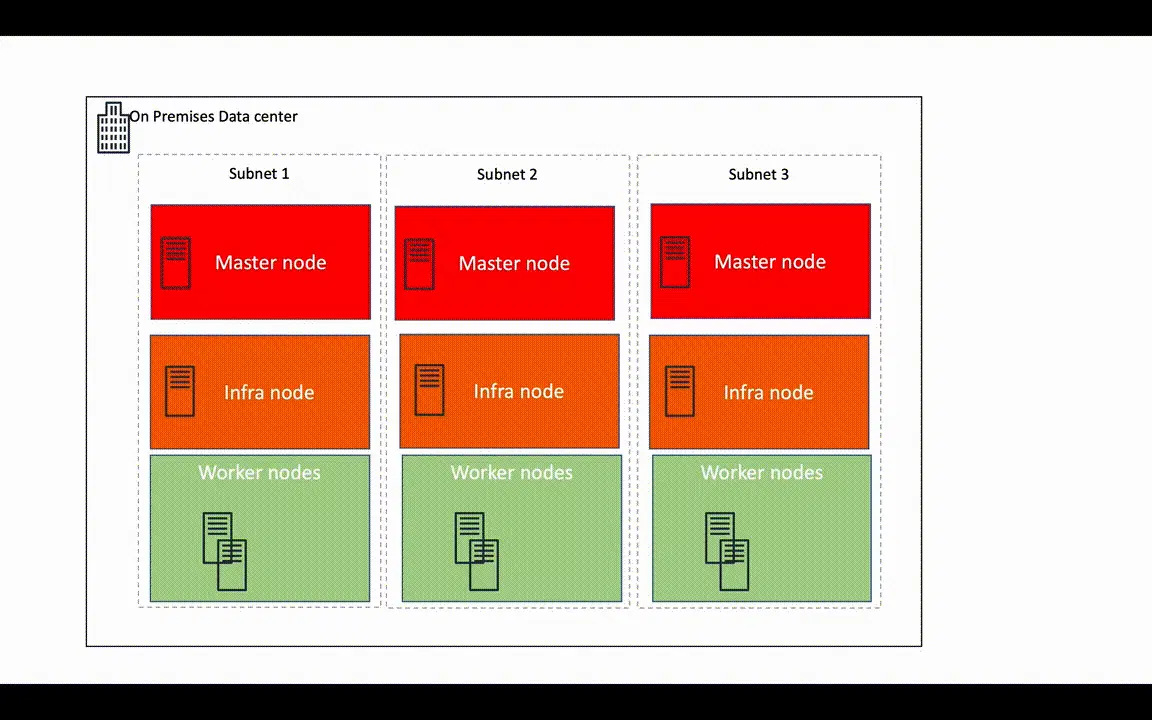 On Premises Data center
Subnet 1
Subnet 2
Subnet 3
Master node
Master node
Master node
Infra node
Infra node
Infra node
Worker nodes
Worker nodes
Worker nodes